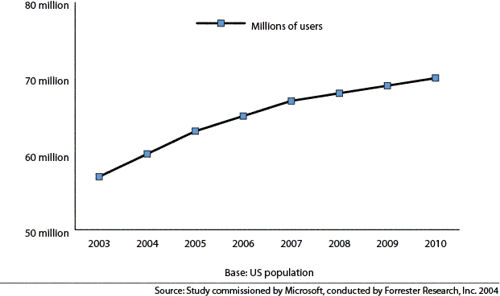 80 million
Millions of users
70 million
60 million
50 million
2003 2004 2005 2006 2007 2008 2009 2010
Base: US population
Source: Study commissioned by Microsoft, conducted by Forrester Research, Inc. 2004